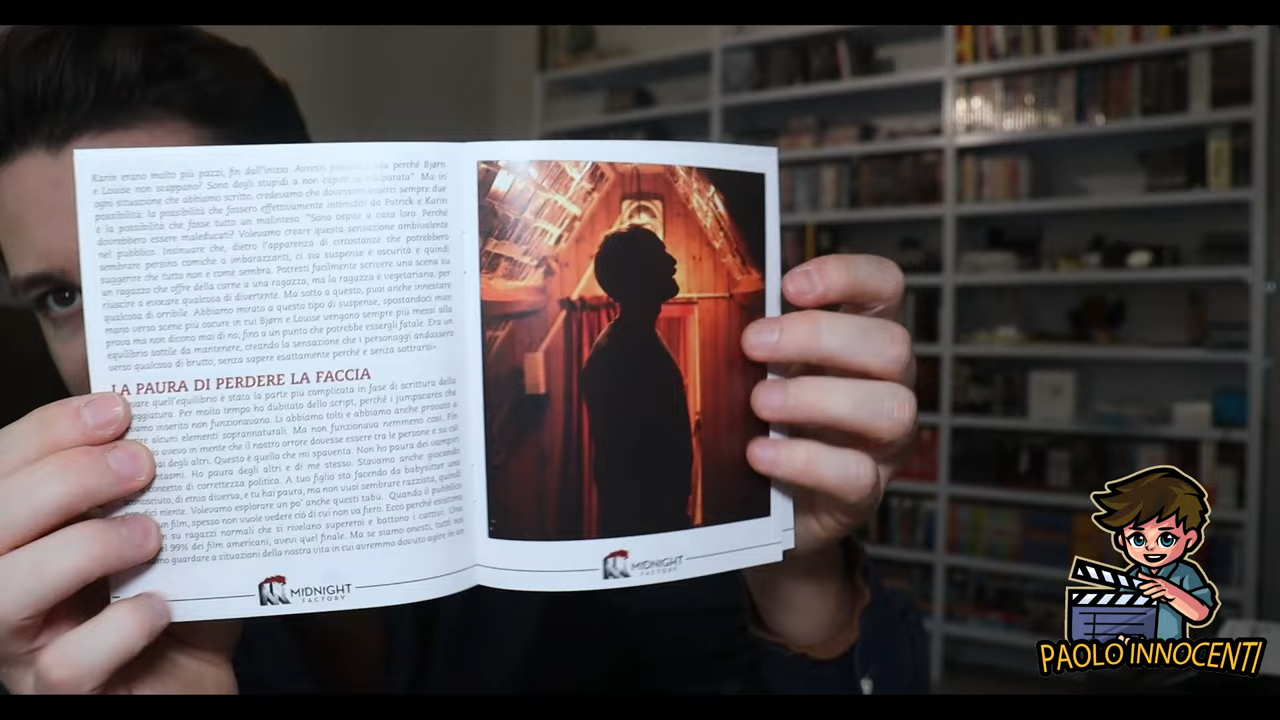 Karin erano molto più pazzi, fin dall'inizio. Avresti perché Bjørn
e Louise non scappano? Sono degli stupidi a non Ma in
ogni situazione che abbiamo scritto, credevamo che dovessero esserci sempre due
possibilità: la possibilità che fossero effettivamente intimiditi da Patrick e Karin
e la possibilità che fosse tutto un malinteso. "Sono ospite a casa loro. Perché
dovrebbero essere maleducati? Volevamo creare questa sensazione ambivalente
nel pubblico. Insinuare che, dietro l'apparenza di circostanze che potrebbero
sembrare persino comiche o imbarazzanti, ci sia suspense e oscurità e quindi
suggerire che tutto non è come sembra. Potresti facilmente scrivere una scena su
un ragazzo che offre della carne a una ragazza, ma la ragazza è vegetariana, per
riuscire a evocare qualcosa di divertente. Ma sotto a questo, puoi anche innestare
qualcosa di orribile. Abbiamo mirato a questo tipo di suspense, spostandoci man
mano verso scene più oscure in cui Bjørn e Louise vengono sempre più messi alla
prova ma non dicono mai di no, fino a un punto che potrebbe essergli fatale. Era un
equilibrio sottile da mantenere, creando la sensazione che i personaggi andassero
verso qualcosa di brutto, senza sapere esattamente perché e senza sottrarsi»
LA PAURA DI PERDERE LA FACCIA
quell'equilibrio è stata la parte più complicata in fase di scrittura della
Per molto tempo ho dubitato dello script, perché i jumpscares che
inserito non funzionavano. Li abbiamo tolti e abbiamo anche provato a
alcuni elementi soprannaturali. Ma non funzionava nemmeno così. Fin
avevo in mente che il nostro orrore dovesse essere tra le persone e su ciò
degli altri. Questo è quello che mi spaventa. Non ho paura dei vampiri
Ho paura degli altri e di me stesso. Stavamo anche giocando
concetto di correttezza politica. A tuo figlio sta facendo da babysitter uno
di etnia diversa, e tu hai paura, ma non vuoi sembrare razzista, quindi
niente. Volevamo esplorare un po' anche questi tabù. Quando il pubblico
un film, spesso non vuole vedere ciò di cui non va fiero. Ecco perché esistono
su ragazzi normali che si rivelano supereroi e battono i cattivi. Una
99% dei film americani, avevi quel finale. Ma se siamo onesti, tutti noi
guardare a situazioni della nostra vita in cui avremmo dovuto agire in
MIDNIGHT
FACTORY
MIDNIGHT
FACTORY
PAOLO INNOCENTI